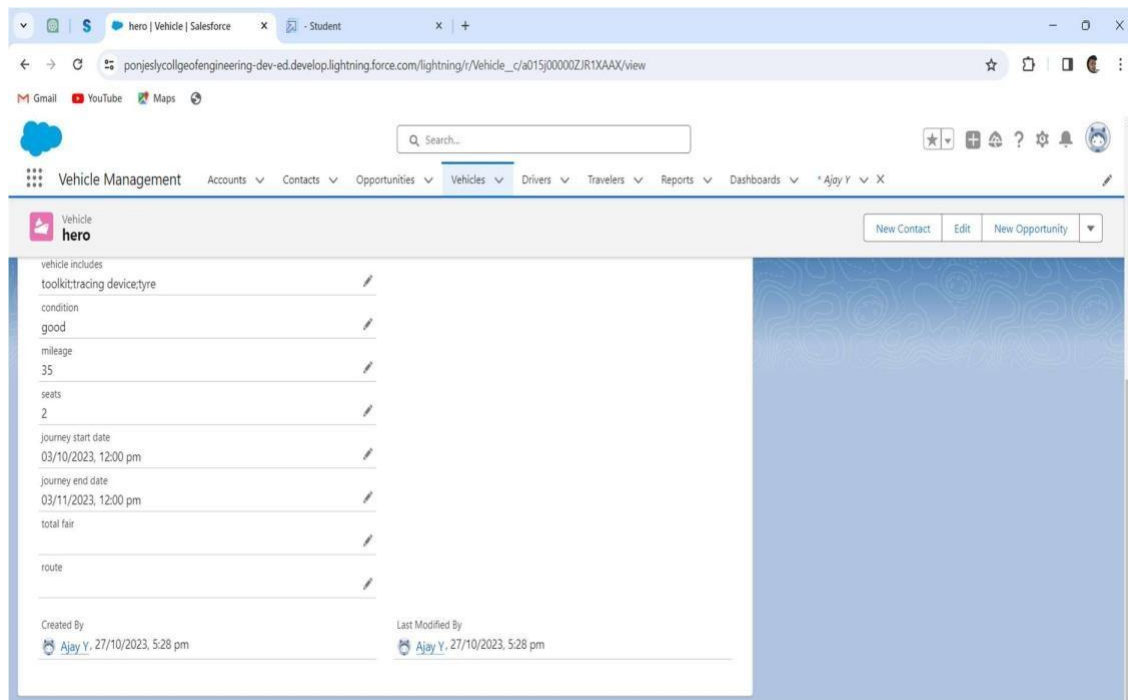 hero | Vehicle | Salesforce
- Student
ponjeslycollgeofengineering-dev-ed.develop.lightning.force.com/lightning/r/Vehicle__c/a015j00000ZJR1XAAX/view
Gmail YouTube Maps
Search...
Vehicle Management Accounts Contacts Opportunities Vehicles Drivers Travelers Reports Dashboards * Ajay Y
Vehicle
hero
New Contact Edit New Opportunity
vehicle includes
toolkit;tracing device;tyre
condition
good
mileage
35
seats
2
journey start date
03/10/2023, 12:00 pm
journey end date
03/11/2023, 12:00 pm
total fair
route
Created By
Ajay Y, 27/10/2023, 5:28 pm
Last Modified By
Ajay Y, 27/10/2023, 5:28 pm